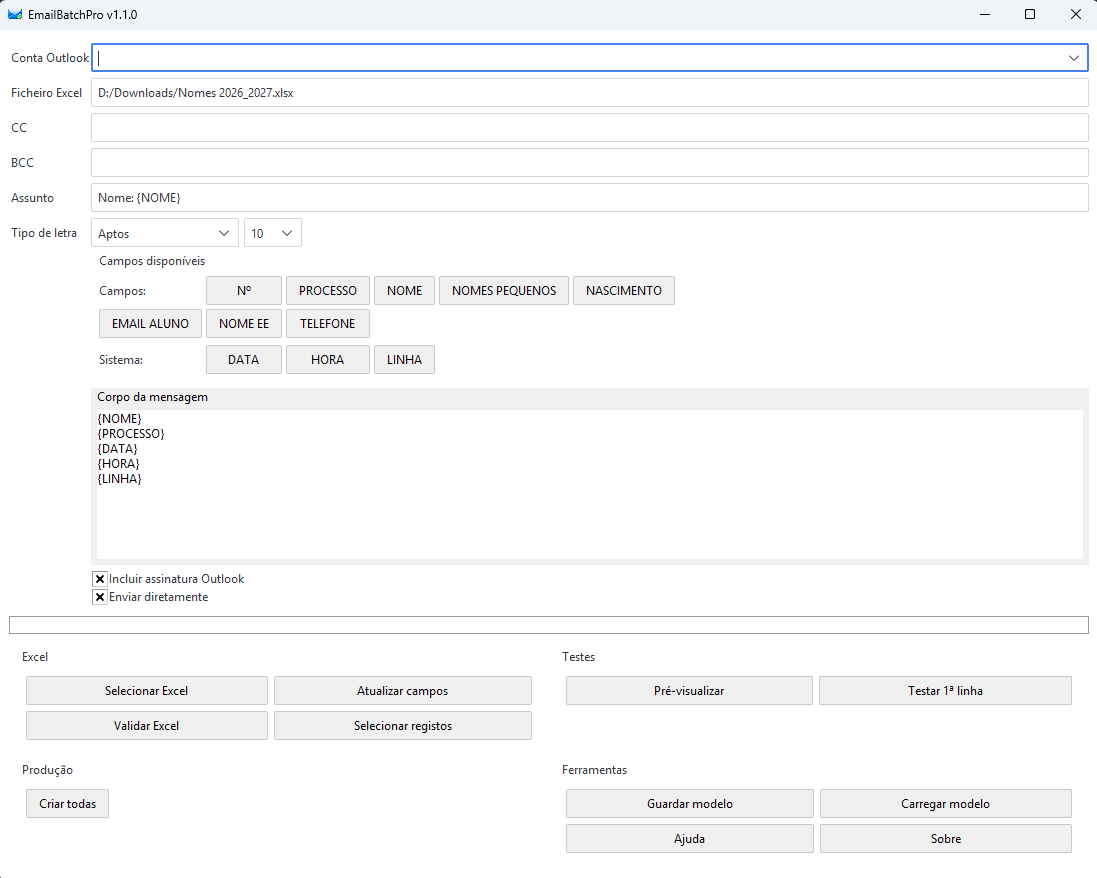 EmailBatchPro v1.1.0
Conta Outlook
Ficheiro Excel D:/Downloads/Nomes 2026_2027.xlsx
CC
BCC
Assunto Nome: {NOME}
Tipo de letra Aptos 10
Campos disponíveis
Campos: Nº PROCESSO NOME NOMES PEQUENOS NASCIMENTO
EMAIL ALUNO NOME EE TELEFONE
Sistema: DATA HORA LINHA
Corpo da mensagem
{NOME}
{PROCESSO}
{DATA}
{HORA}
{LINHA}
Incluir assinatura Outlook
Enviar diretamente
Excel
Selecionar Excel Atualizar campos
Validar Excel Selecionar registos
Testes
Pré-visualizar Testar 1ª linha
Produção
Criar todas
Ferramentas
Guardar modelo Carregar modelo
Ajuda Sobre